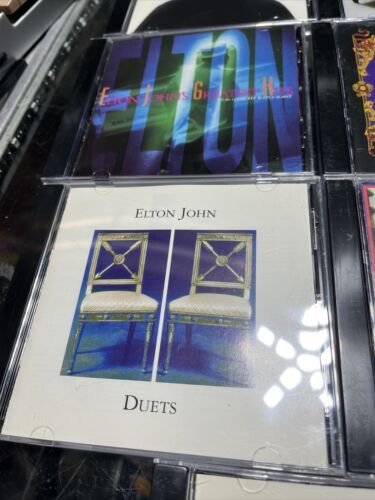 ELTON
ELTON JOHN'S GREATEST HITS
ELTON JOHN
DUETS